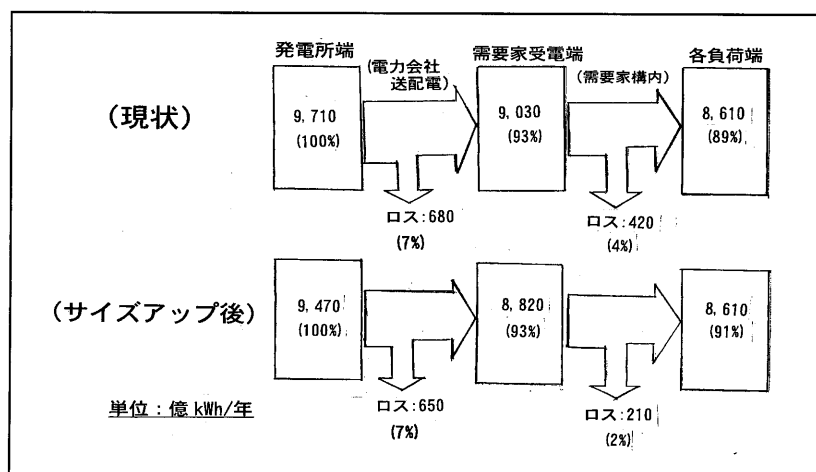 発電所端
(電力会社
送配電)
需要家受電端
(需要家構内)
各負荷端
(現状)
9,710
(100%)
9,030
(93%)
8,610
(89%)
ロス:680
(7%)
ロス:420
(4%)
(サイズアップ後)
9,470
(100%)
8,820
(93%)
8,610
(91%)
ロス:650
(7%)
ロス:210
(2%)
単位:億kWh/年